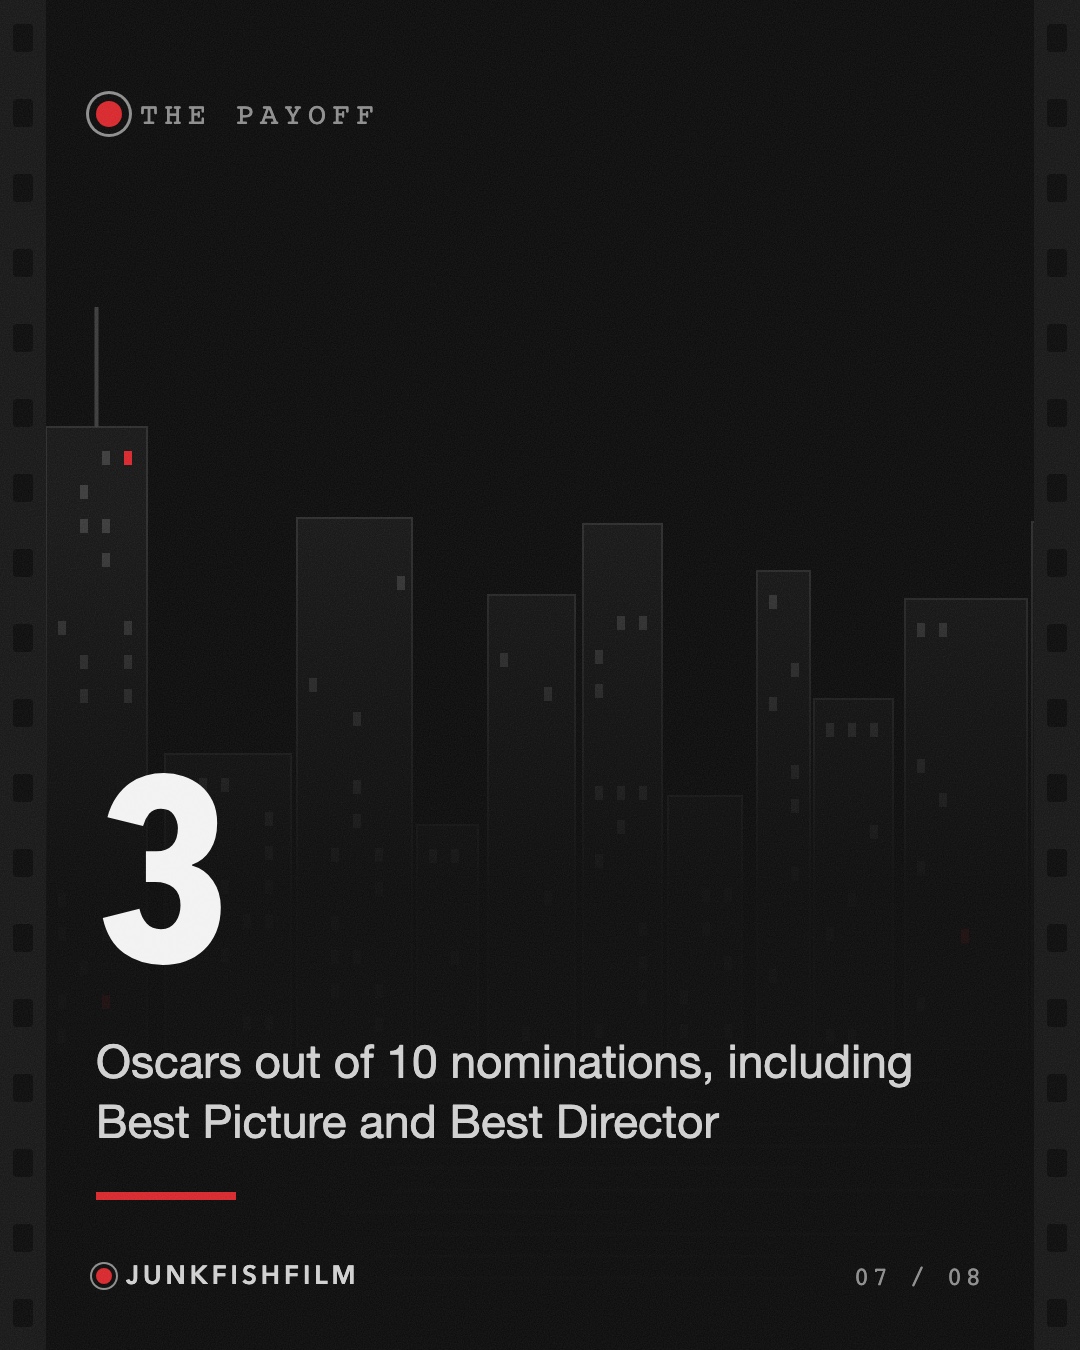 THE PAYOFF
3
Oscars out of 10 nominations, including
Best Picture and Best Director
JUNKFISHFILM
07 / 08